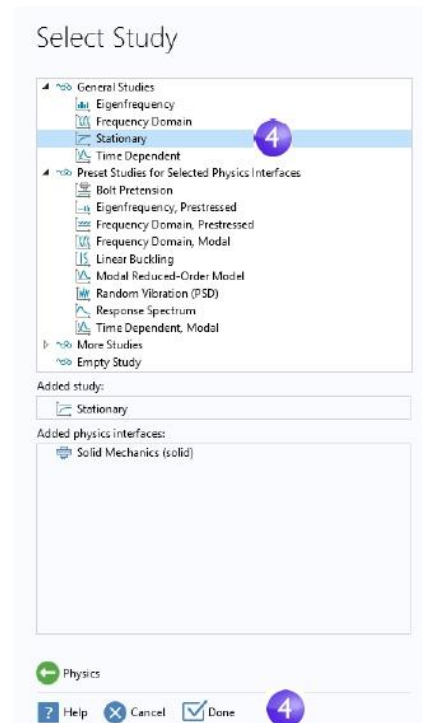 Select Study
General Studies
Eigenfrequency
Frequency Domain
Stationary 4
Time Dependent
Preset Studies for Selected Physics Interfaces
Bolt Pretension
Eigenfrequency, Prestressed
Frequency Domain, Prestressed
Frequency Domain, Modal
Linear Buckling
Modal Reduced-Order Model
Random Vibration (PSD)
Response Spectrum
Time Dependent, Modal
More Studies
Empty Study
Added study:
Stationary
Added physics interfaces:
Solid Mechanics (solid)
Physics
? Help Cancel Done 4